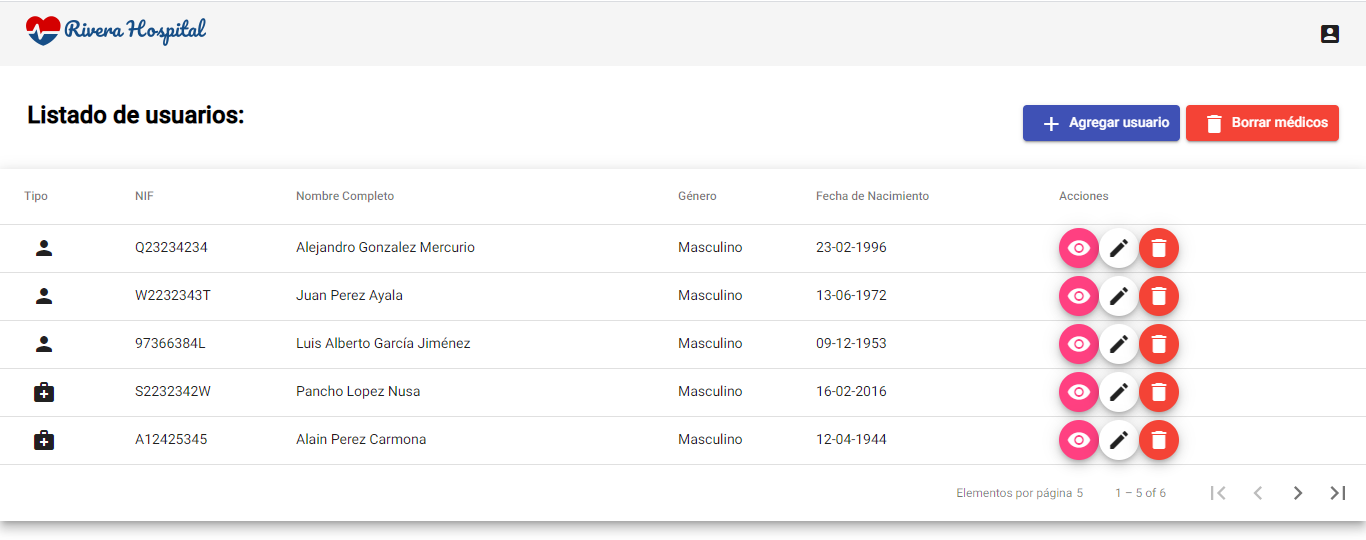 Rivera Hospital
Listado de usuarios:
Agregar usuario Borrar médicos
Tipo NIF Nombre Completo Género Fecha de Nacimiento Acciones
Q23234234 Alejandro Gonzalez Mercurio Masculino 23-02-1996
W2232343T Juan Perez Ayala Masculino 13-06-1972
97366384L Luis Alberto García Jiménez Masculino 09-12-1953
S2232342W Pancho Lopez Nusa Masculino 16-02-2016
A12425345 Alain Perez Carmona Masculino 12-04-1944
Elementos por página 5 1 – 5 of 6